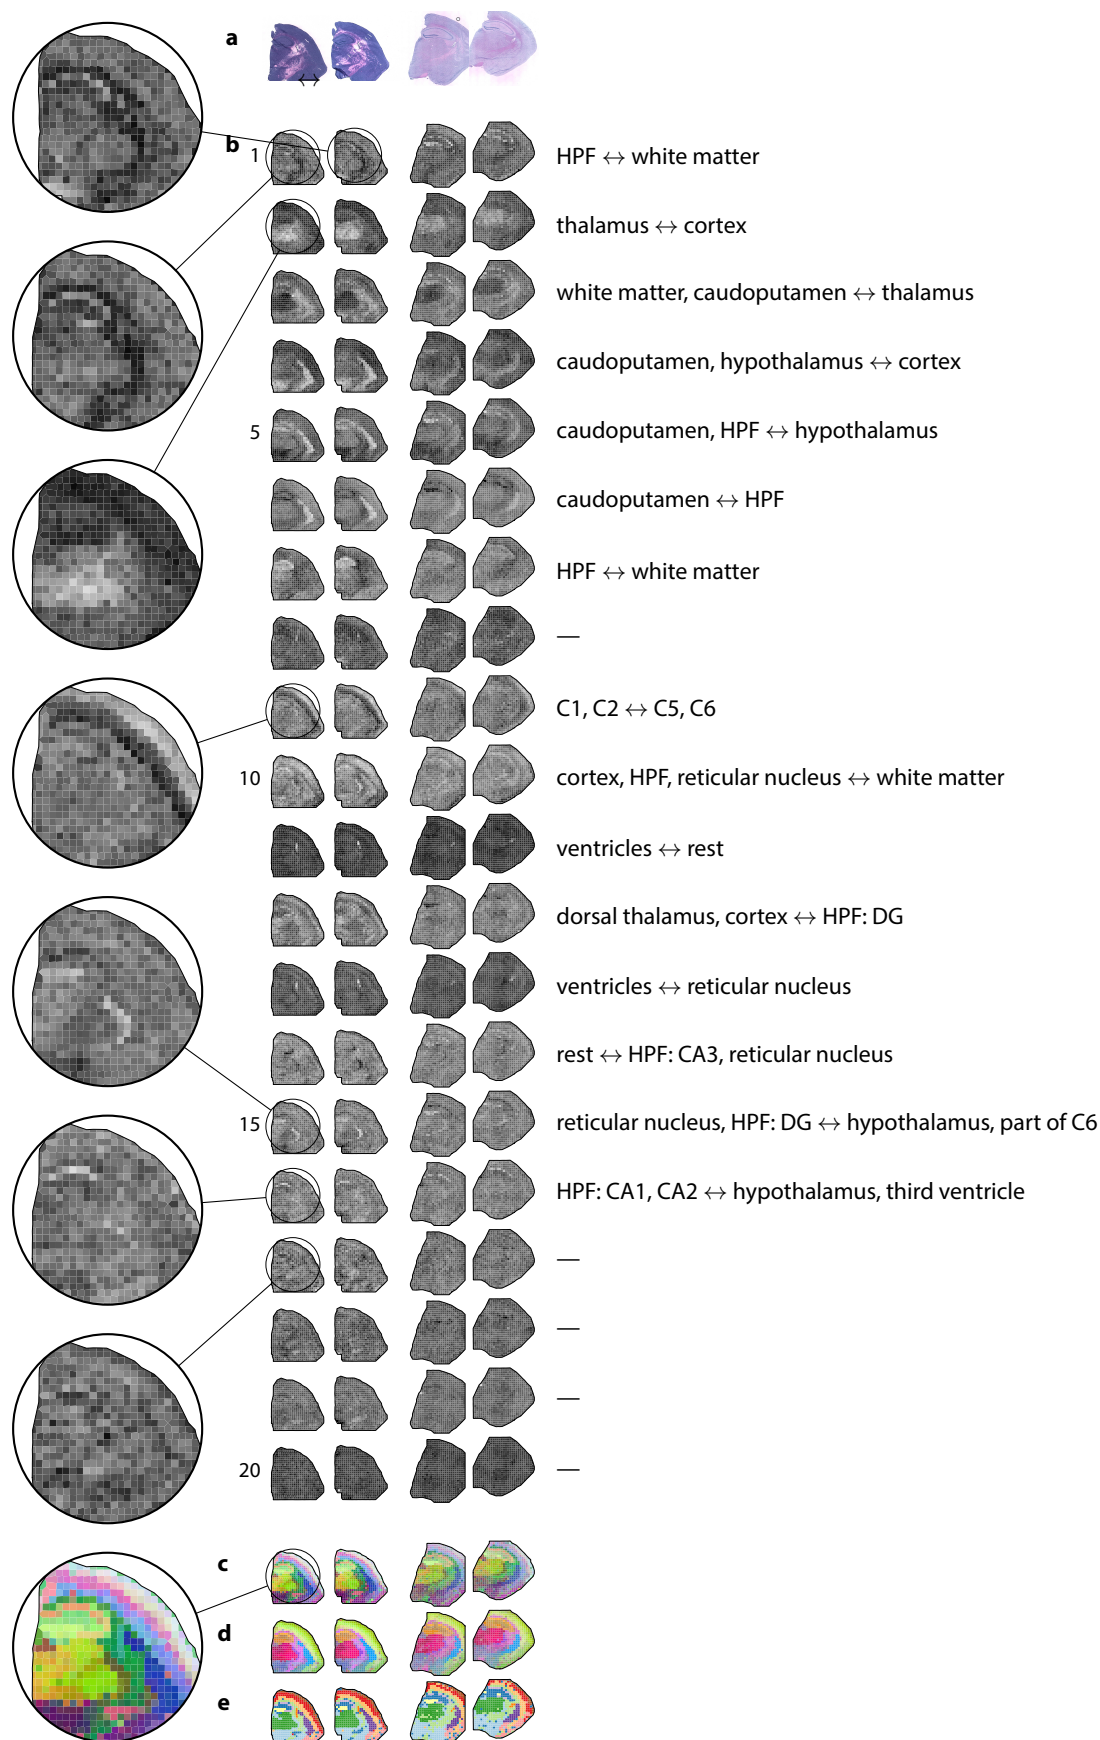 a
b
1
HPF ↔ white matter
thalamus ↔ cortex
white matter, caudoputamen ↔ thalamus
caudoputamen, hypothalamus ↔ cortex
5
caudoputamen, HPF ↔ hypothalamus
caudoputamen ↔ HPF
HPF ↔ white matter
—
C1, C2 ↔ C5, C6
10
cortex, HPF, reticular nucleus ↔ white matter
ventricles ↔ rest
dorsal thalamus, cortex ↔ HPF: DG
ventricles ↔ reticular nucleus
rest ↔ HPF: CA3, reticular nucleus
15
reticular nucleus, HPF: DG ↔ hypothalamus, part of C6
HPF: CA1, CA2 ↔ hypothalamus, third ventricle
—
—
—
20
—
c
d
e